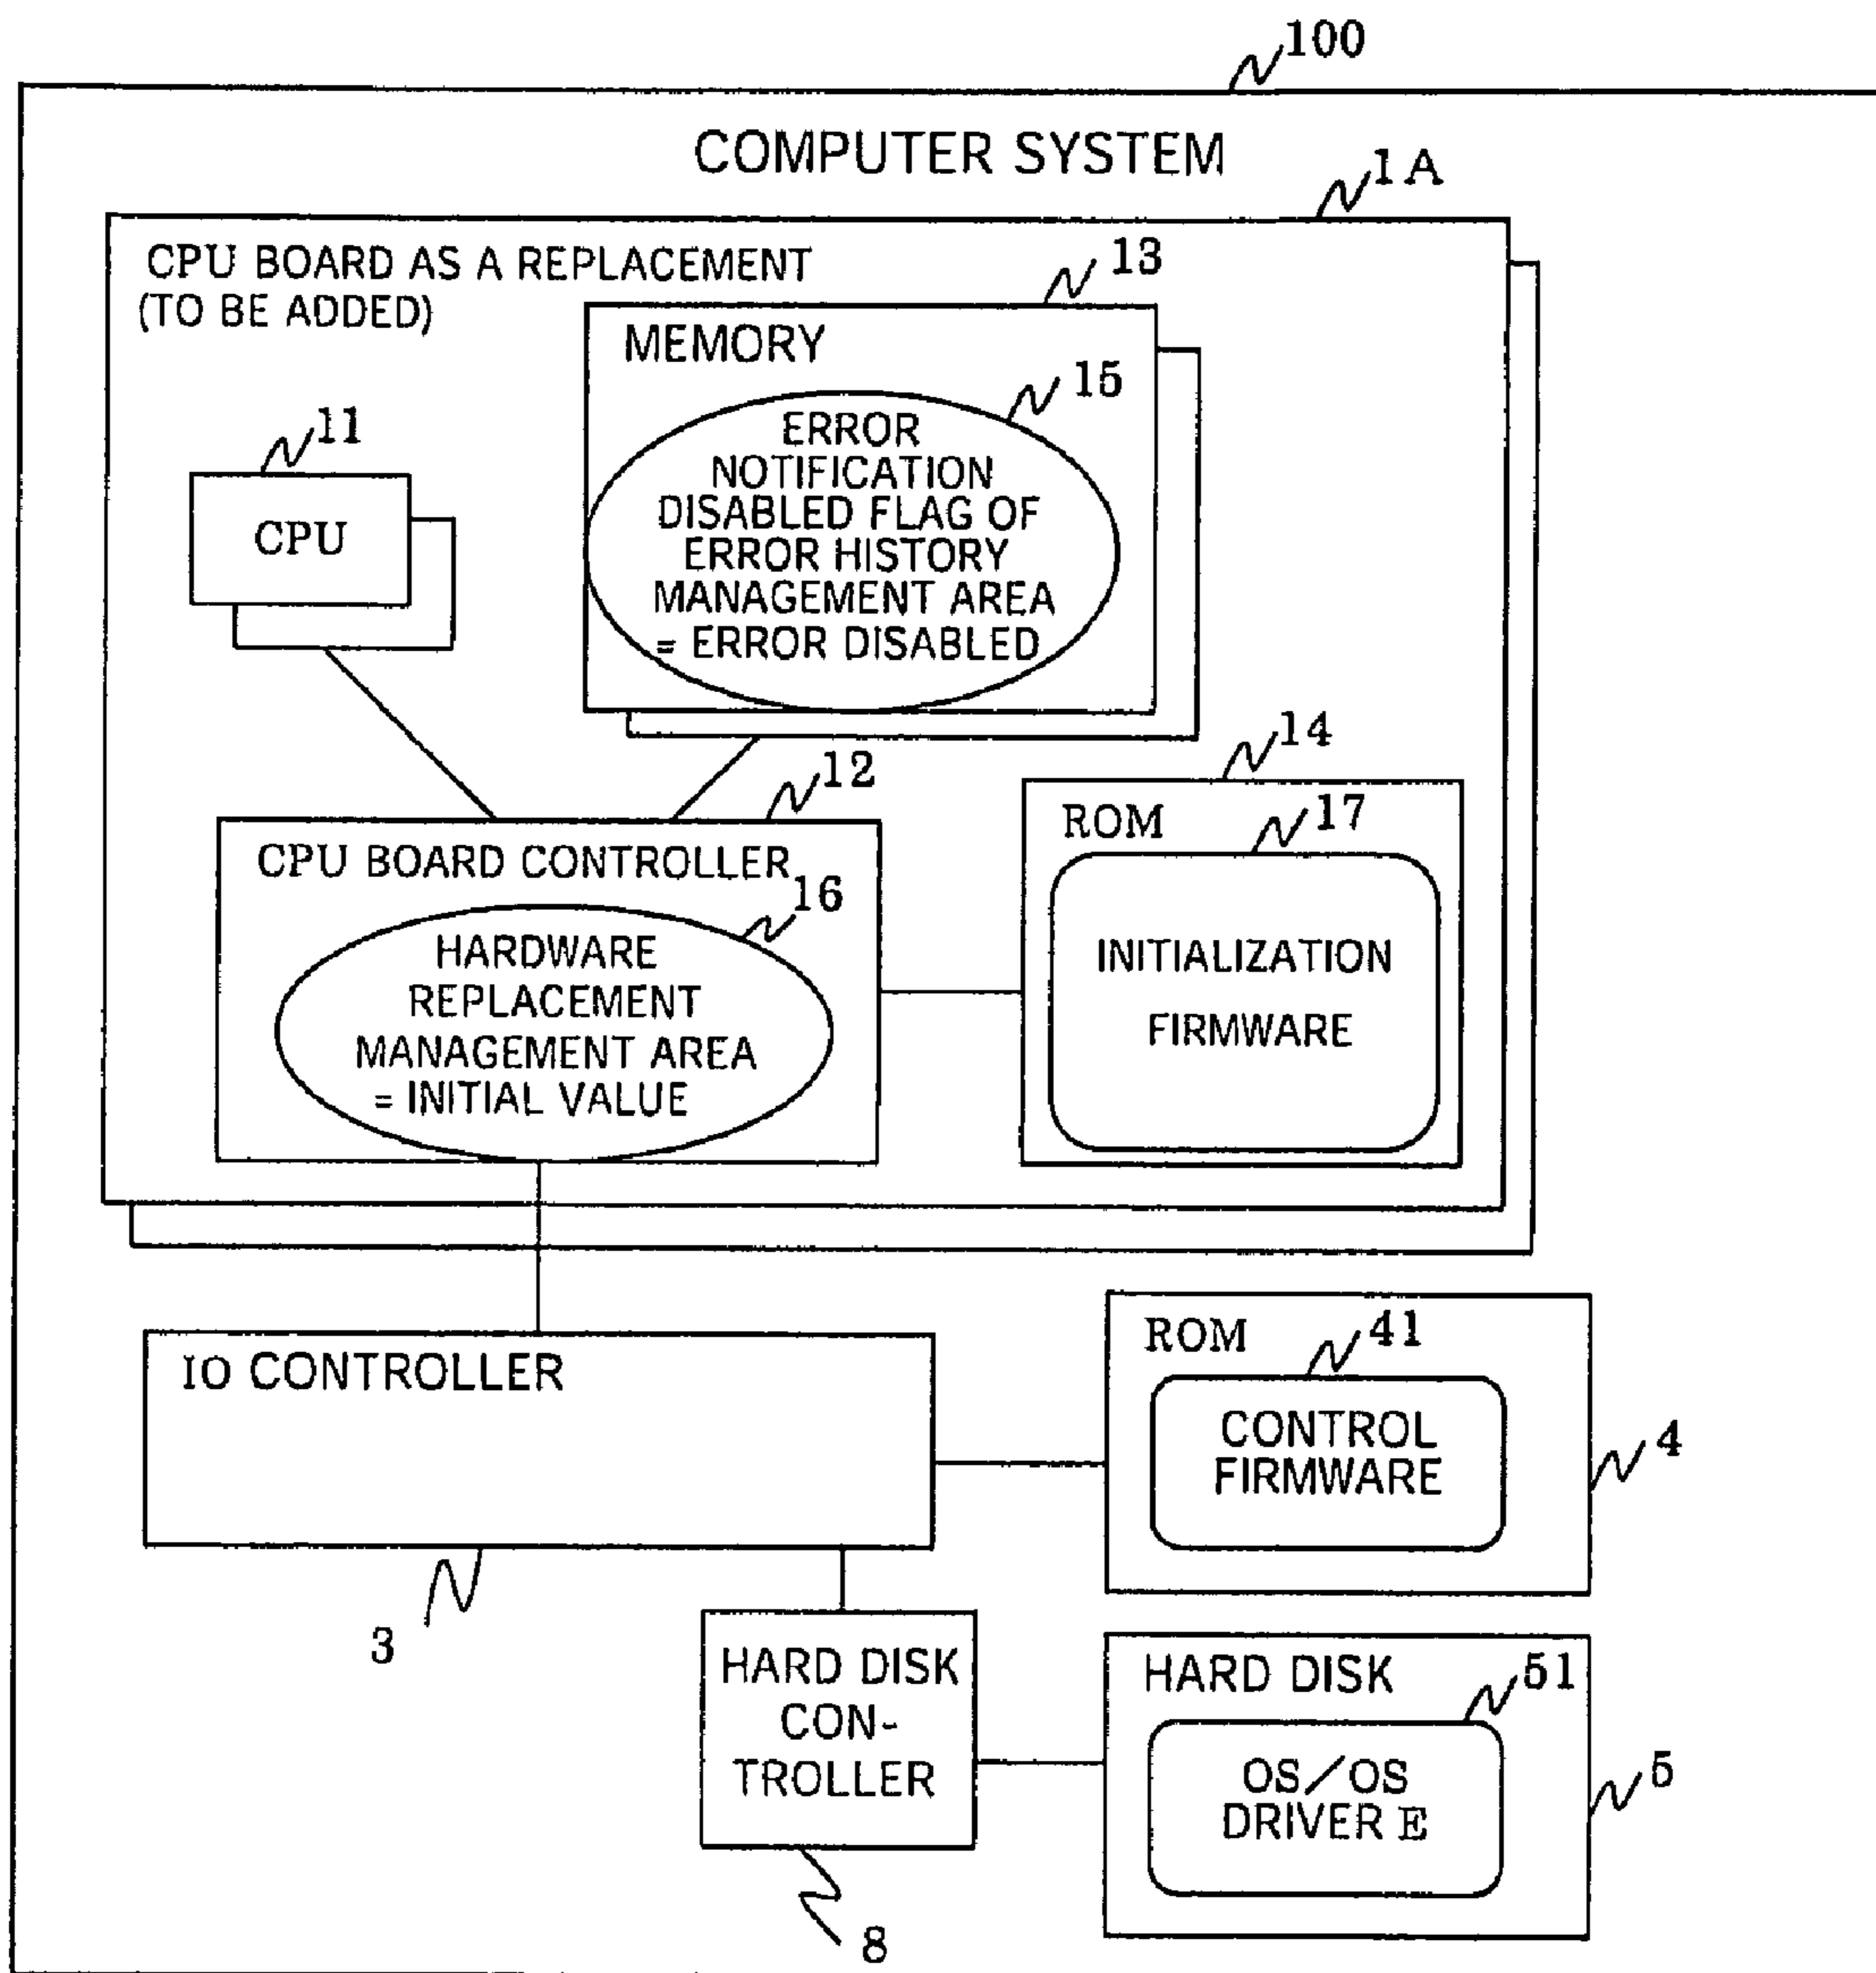 100
COMPUTER SYSTEM
1A
CPU BOARD AS A REPLACEMENT
(TO BE ADDED)
13
MEMORY
15
ERROR
NOTIFICATION
DISABLED FLAG OF
ERROR HISTORY
MANAGEMENT AREA
= ERROR DISABLED
11
CPU
12
CPU BOARD CONTROLLER
16
HARDWARE
REPLACEMENT
MANAGEMENT AREA
= INITIAL VALUE
14
ROM
17
INITIALIZATION
FIRMWARE
IO CONTROLLER
3
ROM
41
CONTROL
FIRMWARE
4
HARD DISK
CON-
TROLLER
8
HARD DISK
51
OS/OS
DRIVER E
5